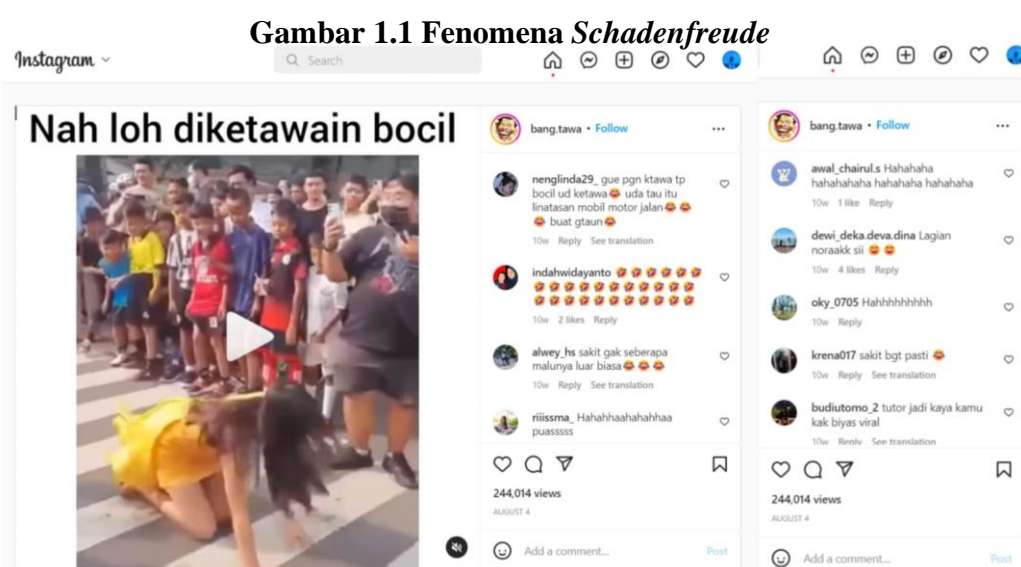 Gambar 1.1 Fenomena Schadenfreude
Instagram
Search
Nah loh diketawain bocil
bang.tawa • Follow
nenglinda29_ gue pgn ktawa tp
bocil ud ketawa😂 uda tau itu
linatasan mobil motor jalan😂 😂
😂 buat gtaun😂
10w Reply See translation
indahwidayanto 🤣 🤣 🤣 🤣 🤣 🤣
🤣 🤣 🤣 🤣 🤣 🤣 🤣 🤣 🤣 🤣 🤣
🤣 🤣 🤣 🤣 🤣 🤣 🤣 🤣 🤣 🤣 🤣
10w 2 likes Reply
alwey_hs sakit gak seberapa
malunya luar biasa😂 😂 😂
10w Reply See translation
riiissma_ Hahahhaahahahhaa
puasssss
244,014 views
AUGUST 4
Add a comment...
Post
bang.tawa • Follow
awal_chairul.s Hahahaha
hahahahaha hahahaha hahahaha
10w 1 like Reply
dewi_deka.deva.dina Lagian
noraakk sii 😂 😂
10w 4 likes Reply
oky_0705 Hahhhhhhhhh
10w Reply
krena017 sakit bgt pasti 😂
10w Reply See translation
budiutomo_2 tutor jadi kaya kamu
kak biyas viral
10w Reply See translation
244,014 views
AUGUST 4
Add a comment...
Post